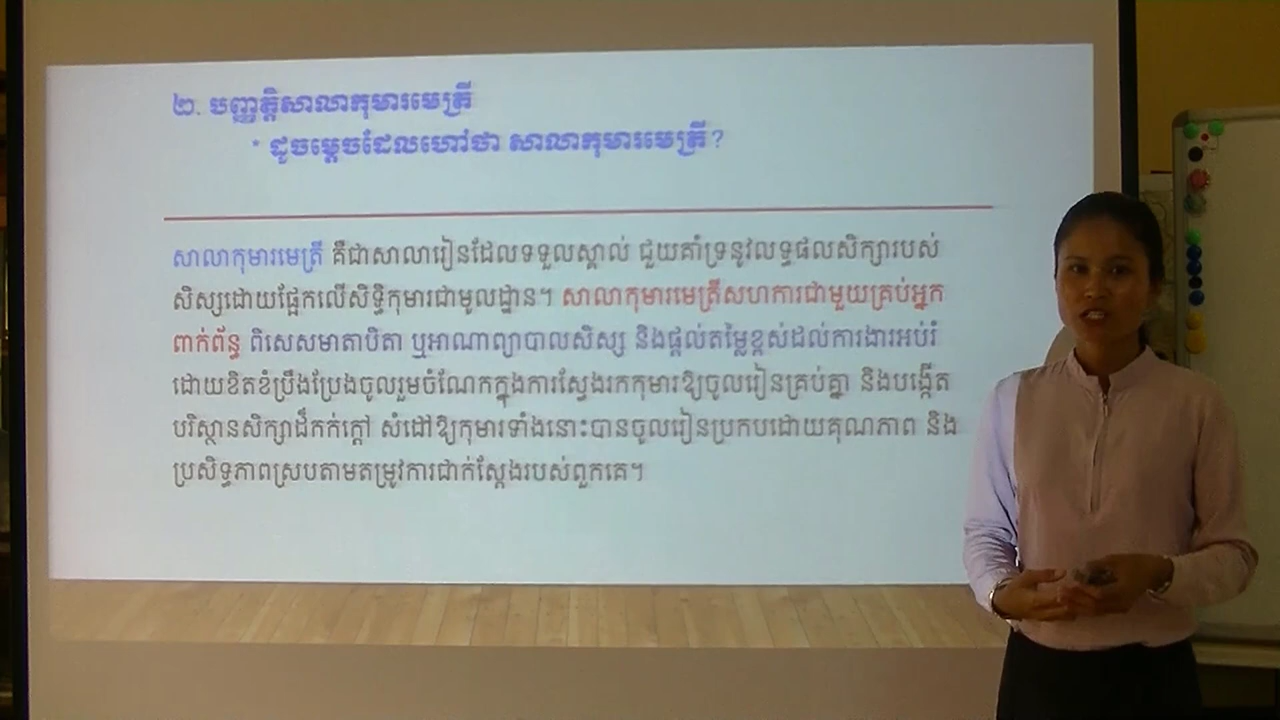 ២. បញ្ញត្តិសាលាកុមារមេត្រី
* ដូចម្ដេចដែលហៅថា សាលាកុមារមេត្រី?
សាលាកុមារមេត្រី គឺជាសាលារៀនដែលទទួលស្គាល់ ជួយគាំទ្រនូវលទ្ធផលសិក្សារបស់
សិស្សដោយផ្អែកលើសិទ្ធិកុមារជាមូលដ្ឋាន។ សាលាកុមារមេត្រីសហការជាមួយគ្រប់អ្នក
ពាក់ព័ន្ធ ពិសេសមាតាបិតា ឬអាណាព្យាបាលសិស្ស និងផ្ដល់តម្លៃខ្ពស់ដល់ការងារអប់រំ
ដោយខិតខំប្រឹងប្រែងចូលរួមចំណែកក្នុងការស្វែងរកកុមារឱ្យចូលរៀនគ្រប់គ្នា និងបង្កើត
បរិស្ថានសិក្សាដ៏កក់ក្ដៅ សំដៅឱ្យកុមារទាំងនោះបានចូលរៀនប្រកបដោយគុណភាព និង
ប្រសិទ្ធភាពស្របតាមតម្រូវការជាក់ស្ដែងរបស់ពួកគេ។